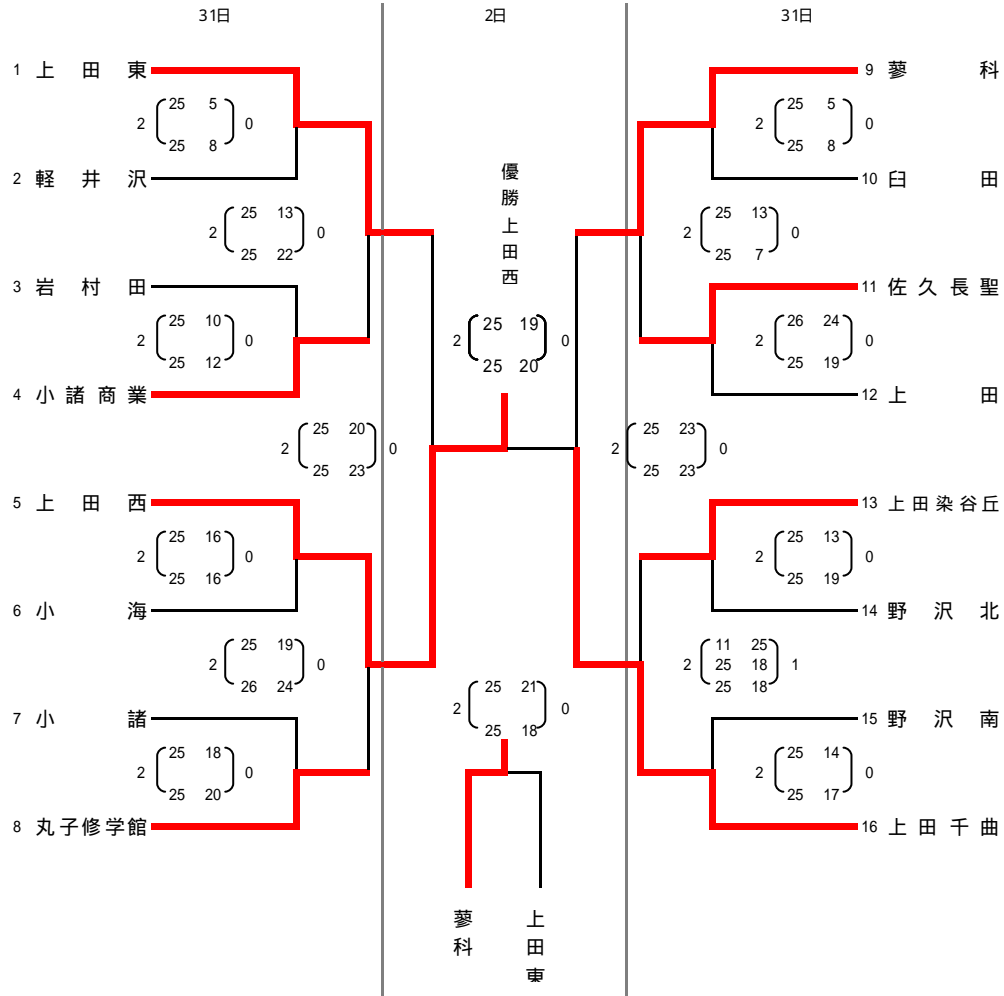 31日 2日 31日
1 上田東
25 5
2 0
25 8
2 軽井沢
25 13
2 0
25 22
3 岩村田
25 10
2 0
25 12
4 小諸商業
25 20
2 0
25 23
5 上田西
25 16
2 0
25 16
6 小海
25 19
2 0
26 24
7 小諸
25 18
2 0
25 20
8 丸子修学館
優勝上田西
25 19
2 0
25 20
25 21
2 0
25 18
蓼科
上田東
9 蓼科
25 5
2 0
25 8
10 臼田
25 13
2 0
25 7
11 佐久長聖
26 24
2 0
25 19
12 上田
25 23
2 0
25 23
13 上田染谷丘
25 13
2 0
25 19
14 野沢北
11 25
2 25 18 1
25 18
15 野沢南
25 14
2 0
25 17
16 上田千曲